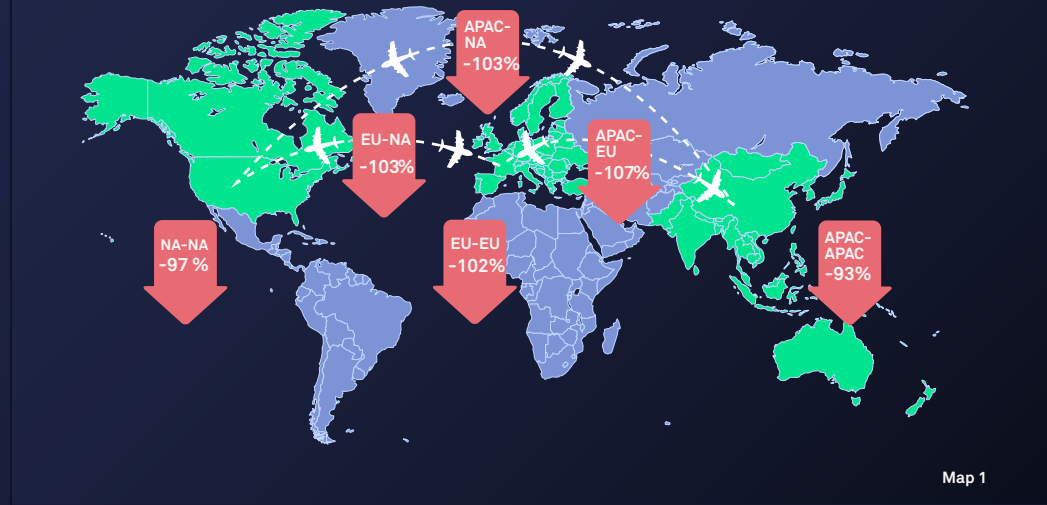 APAC-
NA
-103%
EU-NA
-103%
APAC-
EU
-107%
NA-NA
-97 %
EU-EU
-102%
APAC-
APAC
-93%
Map 1